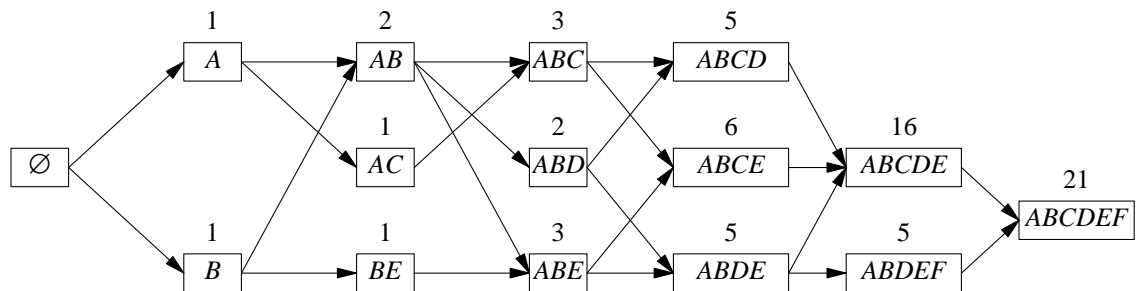 1 2 3 5
A AB ABC ABCD
1 2 6 16
∅ AC ABD ABCE ABCDE
21
ABCDEF
1 1 3 5 5
B BE ABE ABDE ABDEF